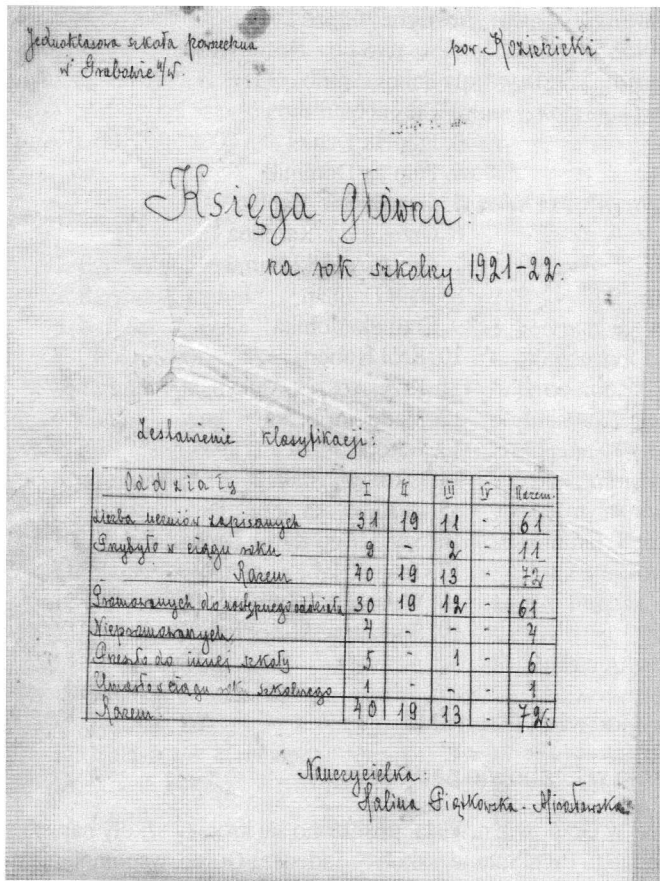 Jednoklasowa szkoła powszechna
w Grabowie n/W.
pow. Kozienicki
Księga główna
na rok szkolny 1921-22r.
Zestawienie klasyfikacji:
Oddziały I II III IV Razem.
Liczba uczniów zapisanych 31 19 11 - 61
Przybyło w ciągu roku 9 - 2 - 11
Razem 40 19 13 - 72
Promowanych do następnego oddziału 30 19 12 - 61
Niepromowanych 4 - - - 4
Przeszło do innej szkoły 5 - 1 - 6
Umarło w ciągu rok. szkolnego 1 - - - 1
Razem 40 19 13 - 72.
Nauczycielka:
Halina Piątkowska-